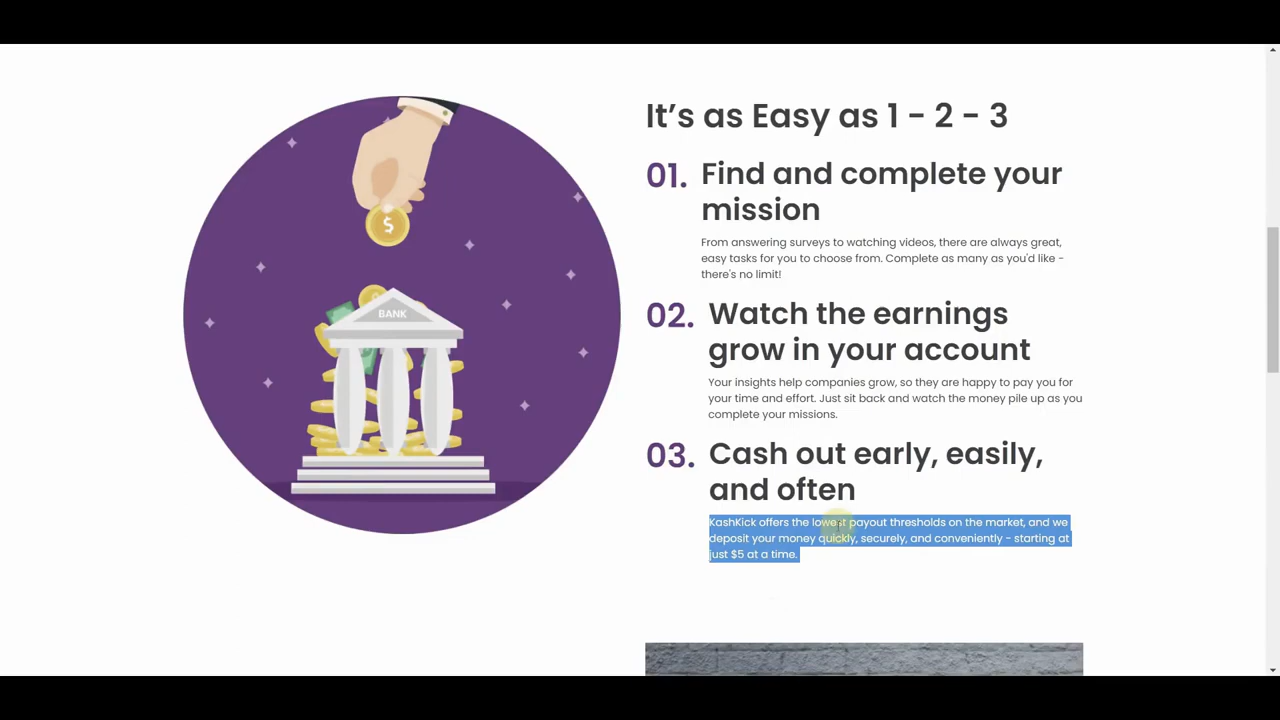 It’s as Easy as 1 - 2 - 3
01. Find and complete your
mission
From answering surveys to watching videos, there are always great,
easy tasks for you to choose from. Complete as many as you'd like -
there's no limit!
02. Watch the earnings
grow in your account
Your insights help companies grow, so they are happy to pay you for
your time and effort. Just sit back and watch the money pile up as you
complete your missions.
03. Cash out early, easily,
and often
KashKick offers the lowest payout thresholds on the market, and we
deposit your money quickly, securely, and conveniently - starting at
just $5 at a time.
$
BANK